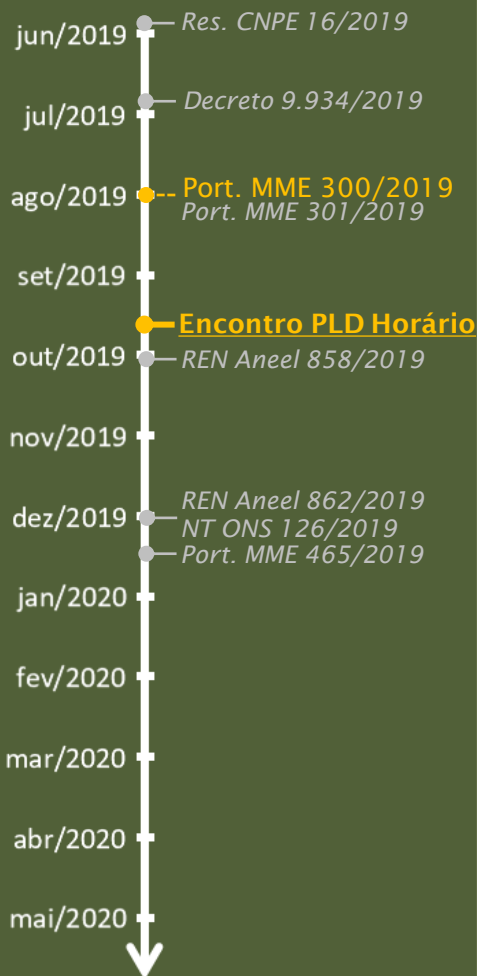 jun/2019
Res. CNPE 16/2019
jul/2019
Decreto 9.934/2019
ago/2019
Port. MME 300/2019
Port. MME 301/2019
set/2019
Encontro PLD Horário
out/2019
REN Aneel 858/2019
nov/2019
dez/2019
REN Aneel 862/2019
NT ONS 126/2019
Port. MME 465/2019
jan/2020
fev/2020
mar/2020
abr/2020
mai/2020